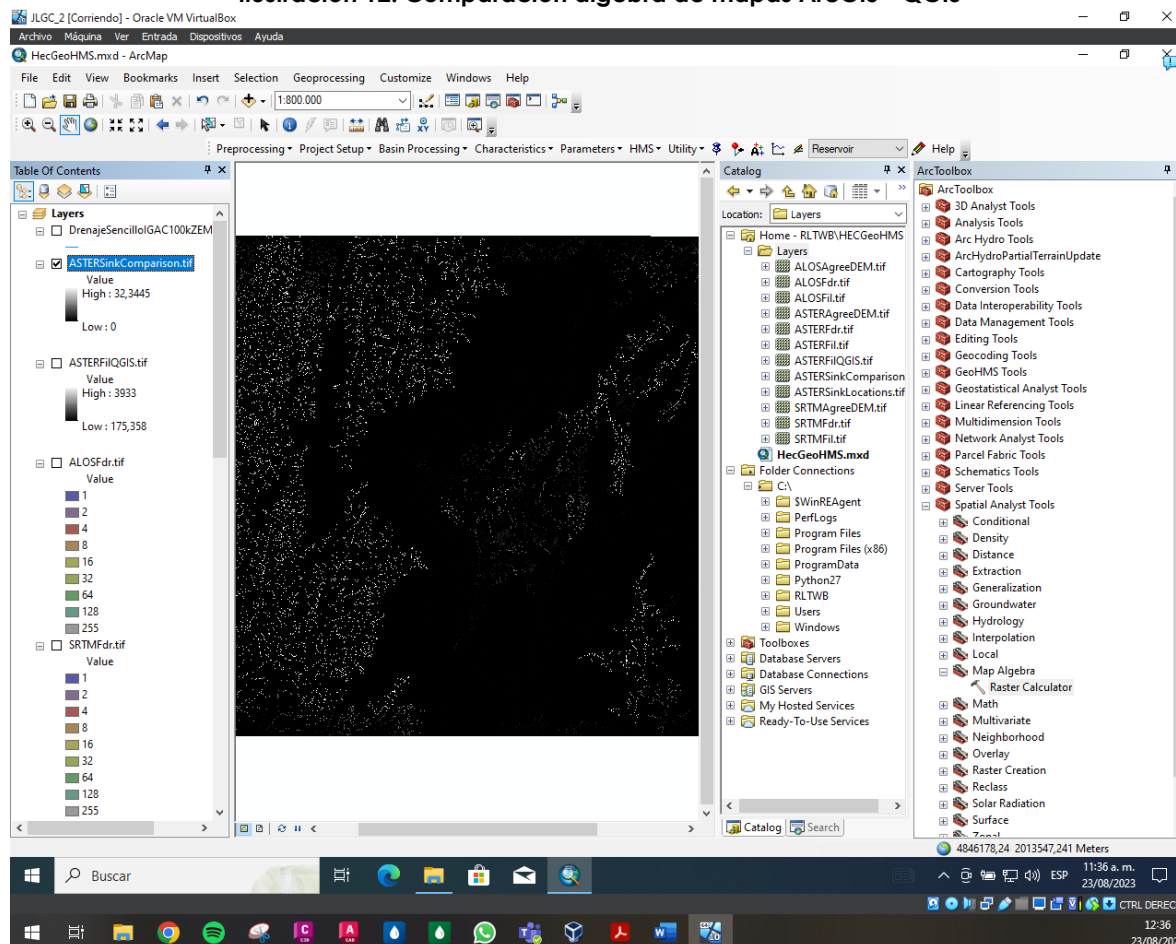 Ilustración 12. Comparación álgebra de mapas ArcGIS - QGIS
JLGC_2 [Corriendo] - Oracle VM VirtualBox
Archivo Máquina Ver Entrada Dispositivos Ayuda
HecGeoHMS.mxd - ArcMap
File Edit View Bookmarks Insert Selection Geoprocessing Customize Windows Help
1:800.000
Preprocessing Project Setup Basin Processing Characteristics Parameters HMS Utility Reservoir Help
Table Of Contents
Layers
DrenajeSencilloIGAC100kZEM
ASTERSinkComparison.tif
Value
High : 32,3445
Low : 0
ASTERFilQGIS.tif
Value
High : 3933
Low : 175,358
ALOSFdr.tif
Value
1
2
4
8
16
32
64
128
255
SRTMFdr.tif
Value
1
2
4
8
16
32
64
128
255
Catalog
Location: Layers
Home - RLTWB\HECGeoHMS
Layers
ALOSAgreeDEM.tif
ALOSFdr.tif
ALOSFil.tif
ASTERAgreeDEM.tif
ASTERFdr.tif
ASTERFil.tif
ASTERFilQGIS.tif
ASTERSinkComparison
ASTERSinkLocations.tif
SRTMAgreeDEM.tif
SRTMFdr.tif
SRTMFil.tif
HecGeoHMS.mxd
Folder Connections
C:\
$WinREAgent
PerfLogs
Program Files
Program Files (x86)
ProgramData
Python27
RLTWB
Users
Windows
Toolboxes
Database Servers
Database Connections
GIS Servers
My Hosted Services
Ready-To-Use Services
Catalog Search
ArcToolbox
ArcToolbox
3D Analyst Tools
Analysis Tools
Arc Hydro Tools
ArcHydroPartialTerrainUpdate
Cartography Tools
Conversion Tools
Data Interoperability Tools
Data Management Tools
Editing Tools
Geocoding Tools
GeoHMS Tools
Geostatistical Analyst Tools
Linear Referencing Tools
Multidimension Tools
Network Analyst Tools
Parcel Fabric Tools
Schematics Tools
Server Tools
Spatial Analyst Tools
Conditional
Density
Distance
Extraction
Generalization
Groundwater
Hydrology
Interpolation
Local
Map Algebra
Raster Calculator
Math
Multivariate
Neighborhood
Overlay
Raster Creation
Reclass
Solar Radiation
Surface
Zonal
4846178,24 2013547,241 Meters
Buscar
ESP
11:36 a. m.
23/08/2023
CTRL DEREC
12:36
23/08/20